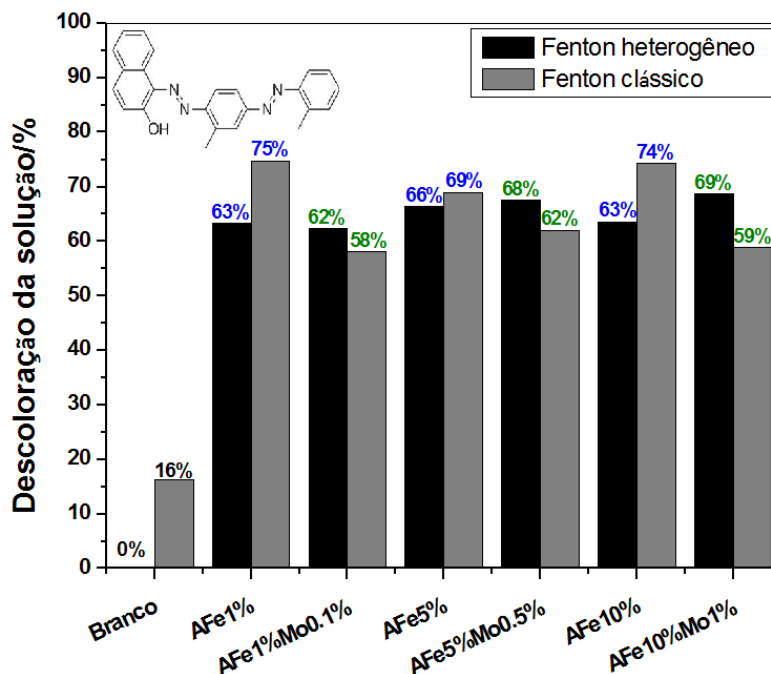 100
90
80
70
60
50
40
30
20
10
0
Descoloração da solução/%
Fenton heterogêneo
Fenton clássico
N
N
N
N
OH
0%
16%
63%
75%
62%
58%
66%
69%
68%
62%
63%
74%
69%
59%
Branco
AFe1%
AFe1%Mo0.1%
AFe5%
AFe5%Mo0.5%
AFe10%
AFe10%Mo1%